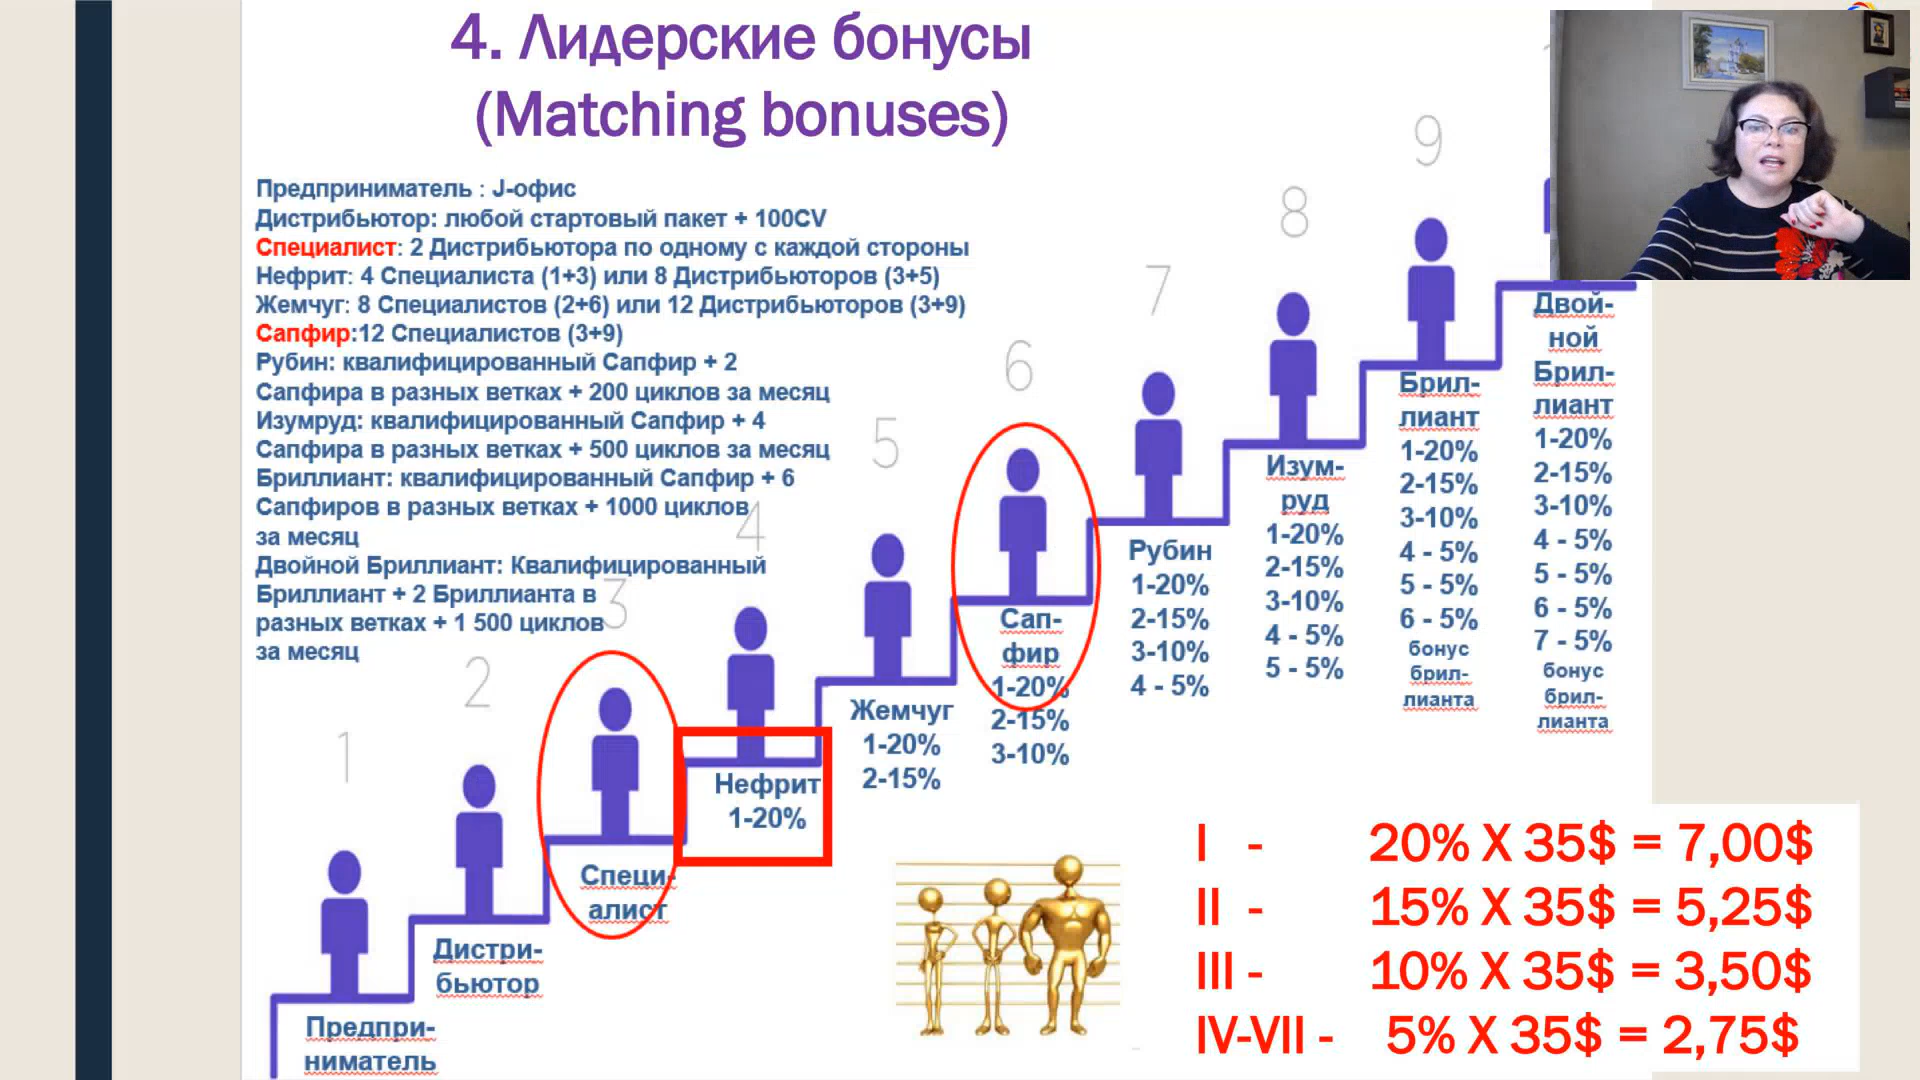 4. Лидерские бонусы
(Matching bonuses)
Предприниматель : J-офис
Дистрибьютор: любой стартовый пакет + 100CV
Специалист: 2 Дистрибьютора по одному с каждой стороны
Нефрит: 4 Специалиста (1+3) или 8 Дистрибьюторов (3+5)
Жемчуг: 8 Специалистов (2+6) или 12 Дистрибьюторов (3+9)
Сапфир:12 Специалистов (3+9)
Рубин: квалифицированный Сапфир + 2
Сапфира в разных ветках + 200 циклов за месяц
Изумруд: квалифицированный Сапфир + 4
Сапфира в разных ветках + 500 циклов за месяц
Бриллиант: квалифицированный Сапфир + 6
Сапфиров в разных ветках + 1000 циклов
за месяц
Двойной Бриллиант: Квалифицированный
Бриллиант + 2 Бриллианта в
разных ветках + 1 500 циклов
за месяц
1
Предпри-
ниматель
2
Дистри-
бьютор
3
Специ-
алист
4
Нефрит
1-20%
5
Жемчуг
1-20%
2-15%
6
Сап-
фир
1-20%
2-15%
3-10%
7
Рубин
1-20%
2-15%
3-10%
4 - 5%
8
Изум-
руд
1-20%
2-15%
3-10%
4 - 5%
5 - 5%
9
Брил-
лиант
1-20%
2-15%
3-10%
4 - 5%
5 - 5%
6 - 5%
бонус
брил-
лианта
Двой-
ной
Брил-
лиант
1-20%
2-15%
3-10%
4 - 5%
5 - 5%
6 - 5%
7 - 5%
бонус
брил-
лианта
I - 20% X 35$ = 7,00$
II - 15% X 35$ = 5,25$
III - 10% X 35$ = 3,50$
IV-VII - 5% X 35$ = 2,75$